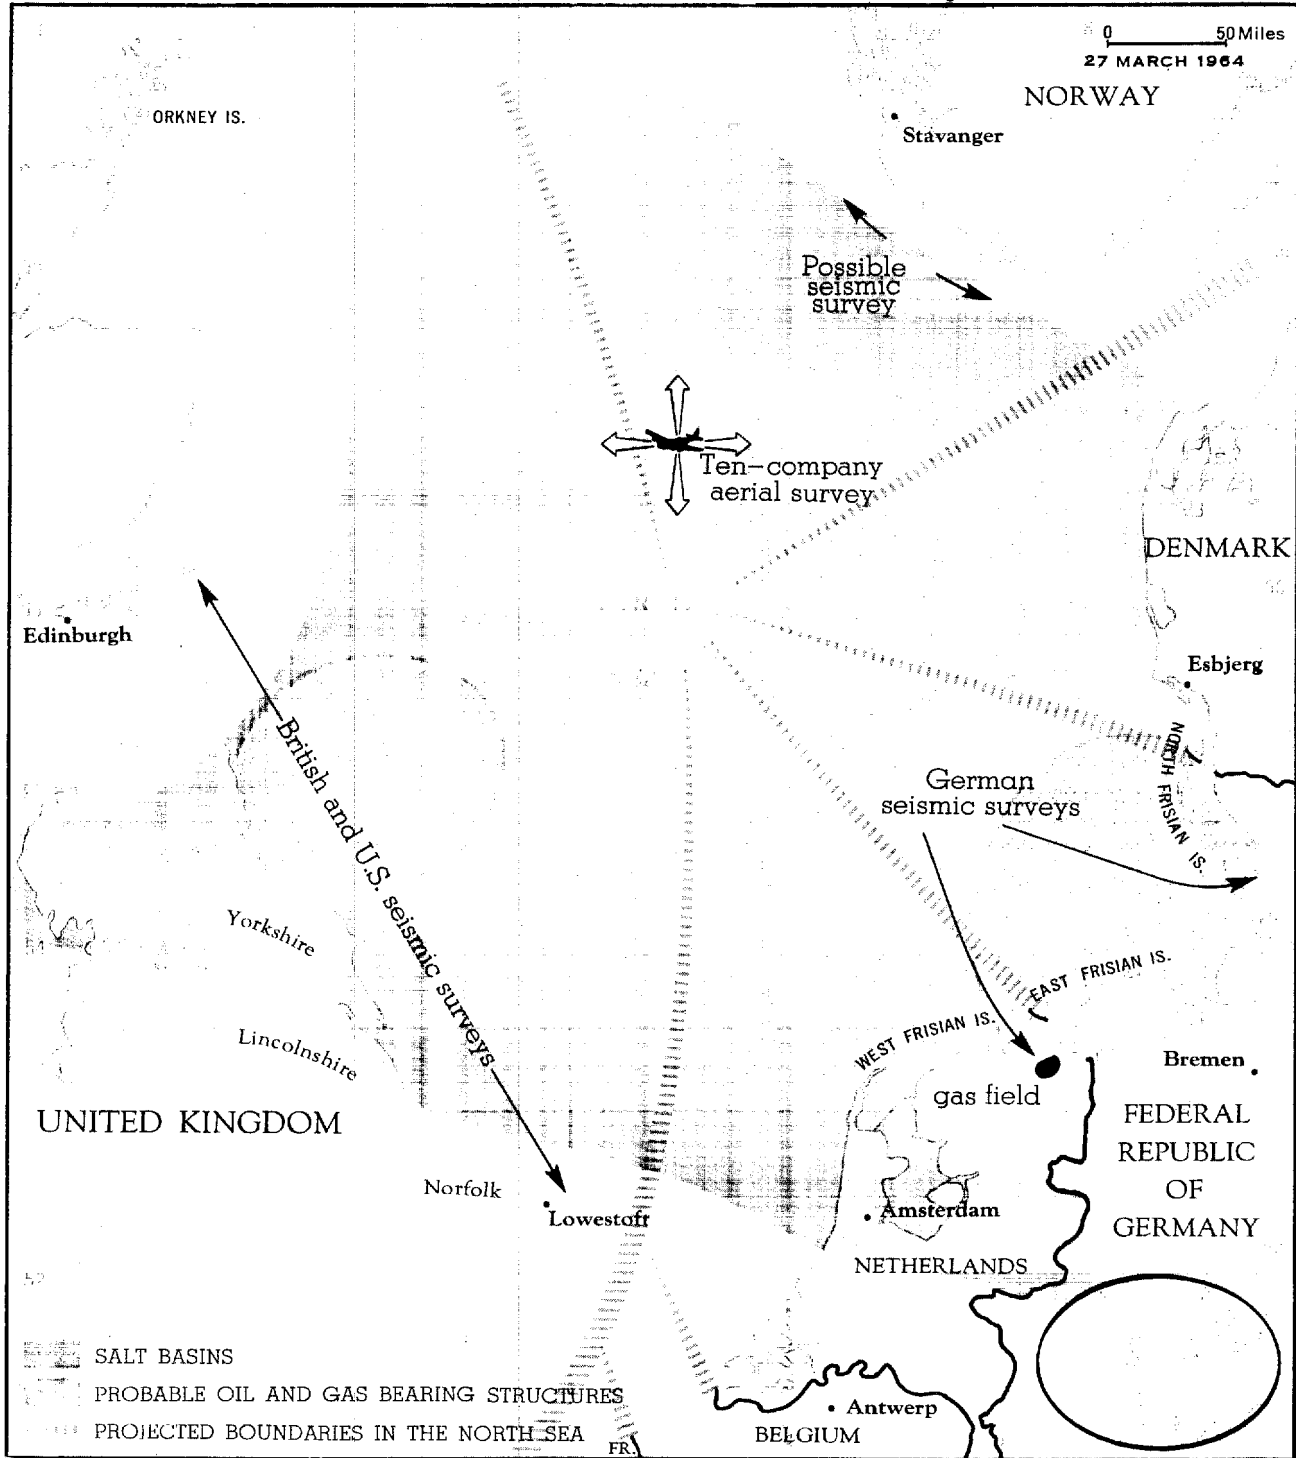 0 50 Miles
27 MARCH 1964
NORWAY
ORKNEY IS.
Stavanger
Possible
seismic
survey
Ten-company
aerial survey
DENMARK
Edinburgh
Esbjerg
NORTH FRISIAN IS.
British and U.S. seismic surveys
German
seismic surveys
Yorkshire
EAST FRISIAN IS.
WEST FRISIAN IS.
Lincolnshire
Bremen
gas field
UNITED KINGDOM
FEDERAL
REPUBLIC
OF
GERMANY
Norfolk
Lowestoft
Amsterdam
NETHERLANDS
52
SALT BASINS
PROBABLE OIL AND GAS BEARING STRUCTURES
PROJECTED BOUNDARIES IN THE NORTH SEA
Antwerp
BELGIUM
FR.